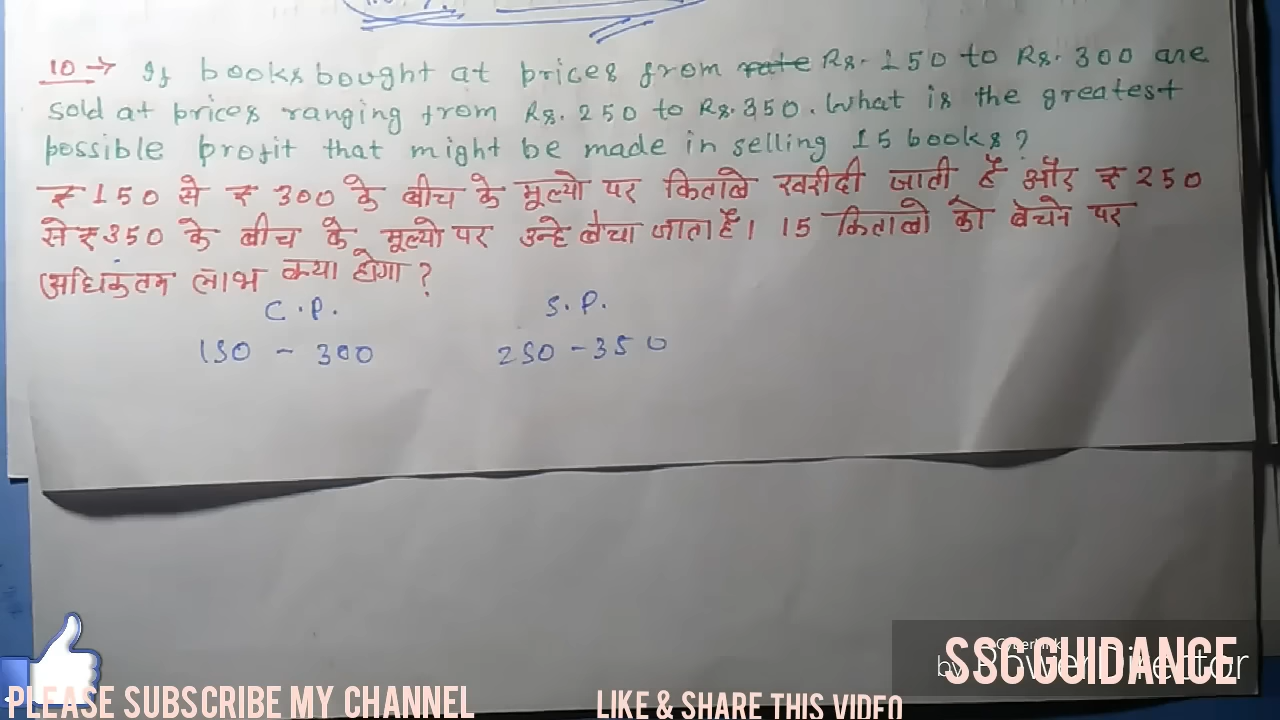 10 → If books bought at prices from rate Rs. 150 to Rs. 300 are
sold at prices ranging from Rs. 250 to Rs. 350. What is the greatest
possible profit that might be made in selling 15 books?
₹150 से ₹ 300 के बीच के मूल्यो पर किताबे खरीदी जाती है और ₹ 250
से ₹350 के बीच के मूल्यो पर उन्हे बेचा जाता है। 15 किताबो को बेचने पर
अधिकतम लाभ क्या होगा ?
C.P. S.P.
150 - 300 250 - 350
SSCGUIDANCE
by PowerDirector
PLEASE SUBSCRIBE MY CHANNEL
LIKE & SHARE THIS VIDEO